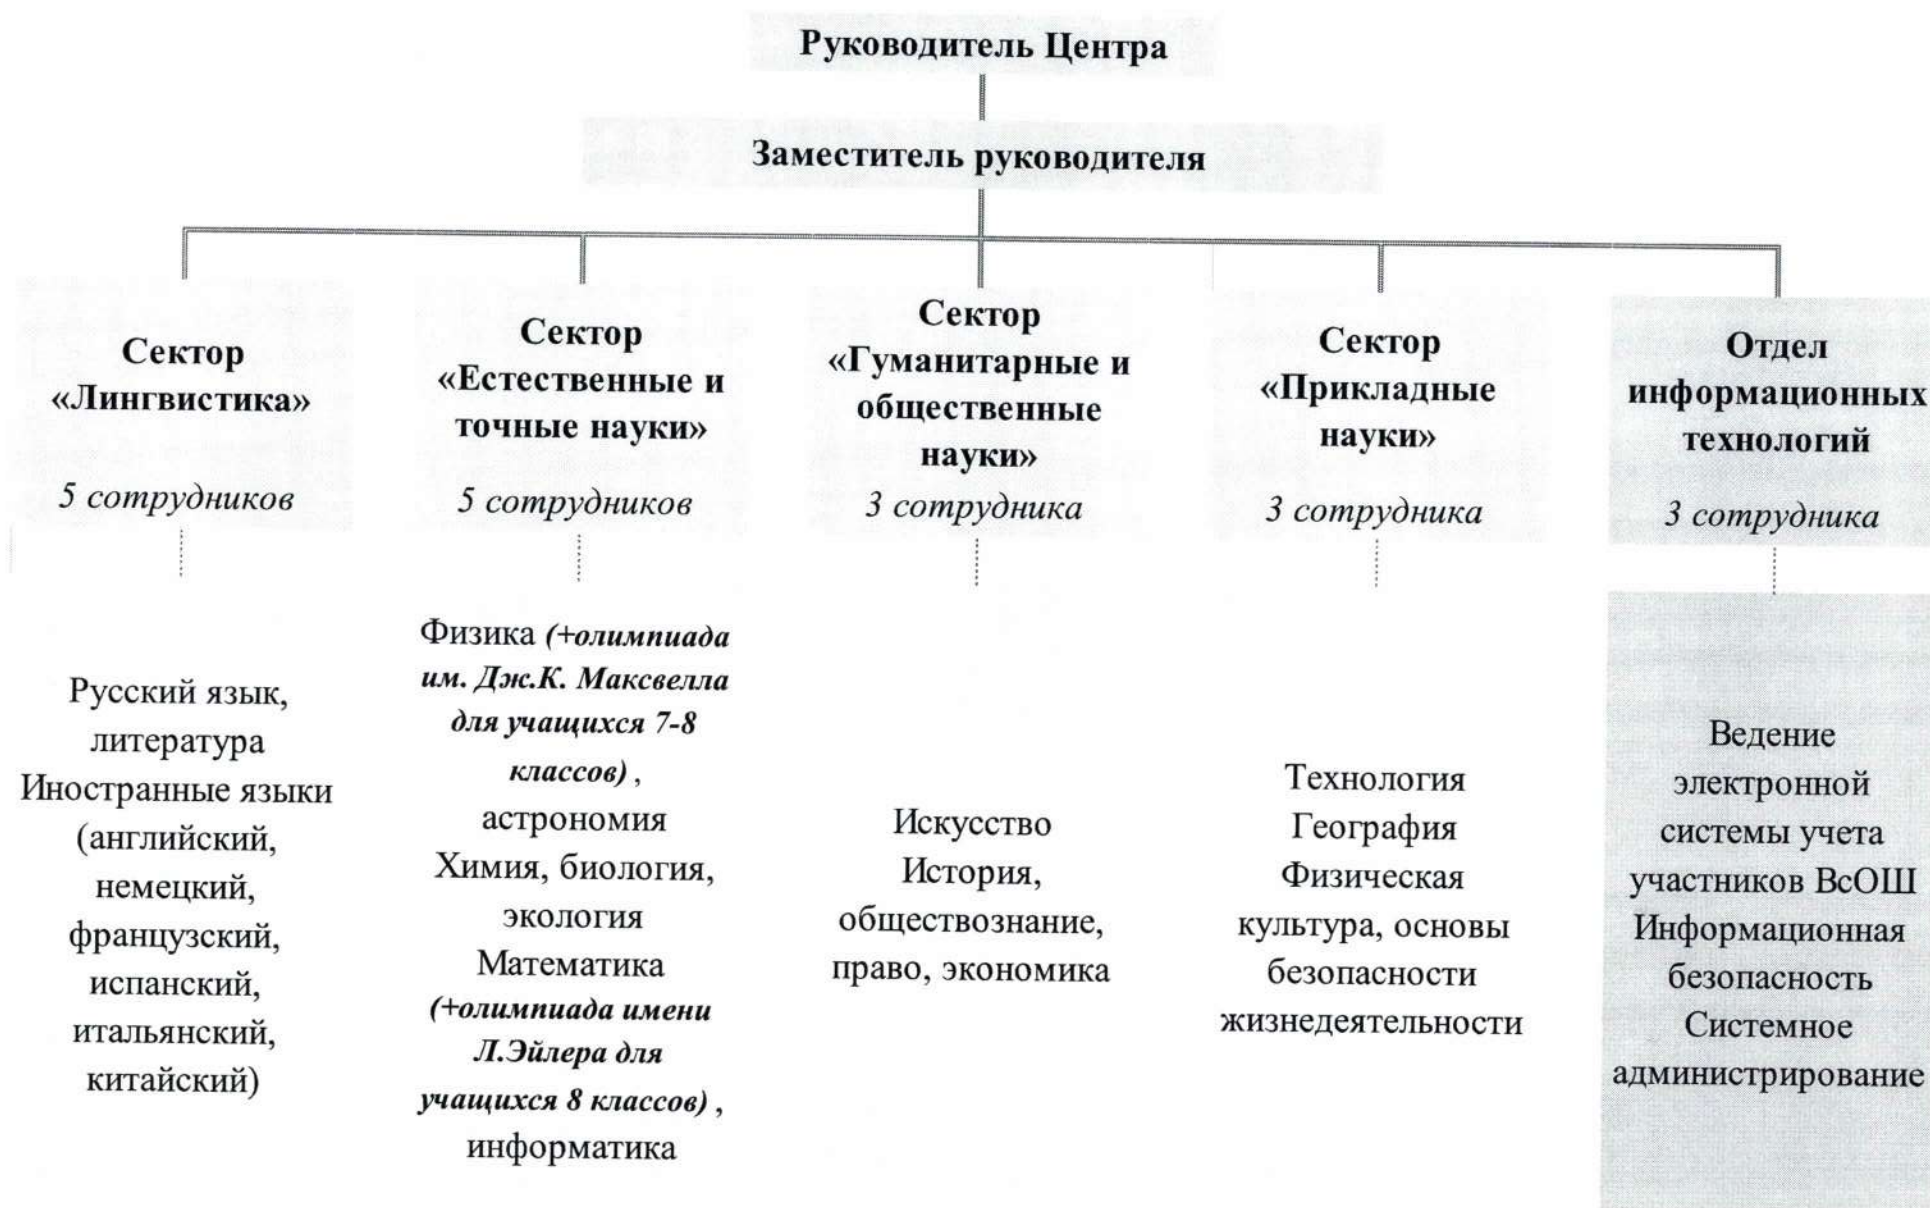 Руководитель Центра
Заместитель руководителя
Сектор
«Лингвистика»
5 сотрудников
Сектор
«Естественные и
точные науки»
5 сотрудников
Сектор
«Гуманитарные и
общественные
науки»
3 сотрудника
Сектор
«Прикладные
науки»
3 сотрудника
Отдел
информационных
технологий
3 сотрудника
Русский язык,
литература
Иностранные языки
(английский,
немецкий,
французский,
испанский,
итальянский,
китайский)
Физика (+олимпиада
им. Дж.К. Максвелла
для учащихся 7-8
классов) ,
астрономия
Химия, биология,
экология
Математика
(+олимпиада имени
Л.Эйлера для
учащихся 8 классов) ,
информатика
Искусство
История,
обществознание,
право, экономика
Технология
География
Физическая
культура, основы
безопасности
жизнедеятельности
Ведение
электронной
системы учета
участников ВсОШ
Информационная
безопасность
Системное
администрирование